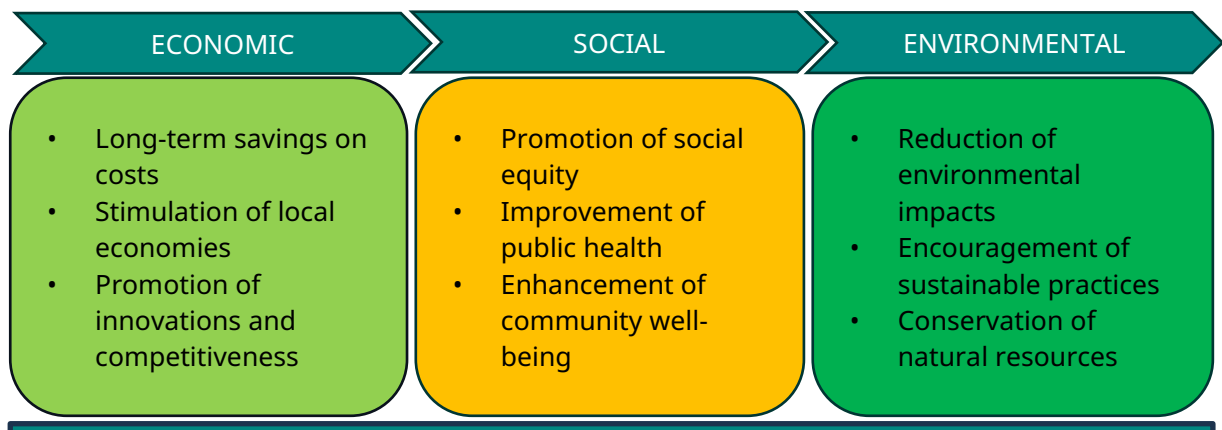 ECONOMIC
SOCIAL
ENVIRONMENTAL
• Long-term savings on
costs
• Stimulation of local
economies
• Promotion of
innovations and
competitiveness
• Promotion of social
equity
• Improvement of
public health
• Enhancement of
community well-
being
• Reduction of
environmental
impacts
• Encouragement of
sustainable practices
• Conservation of
natural resources